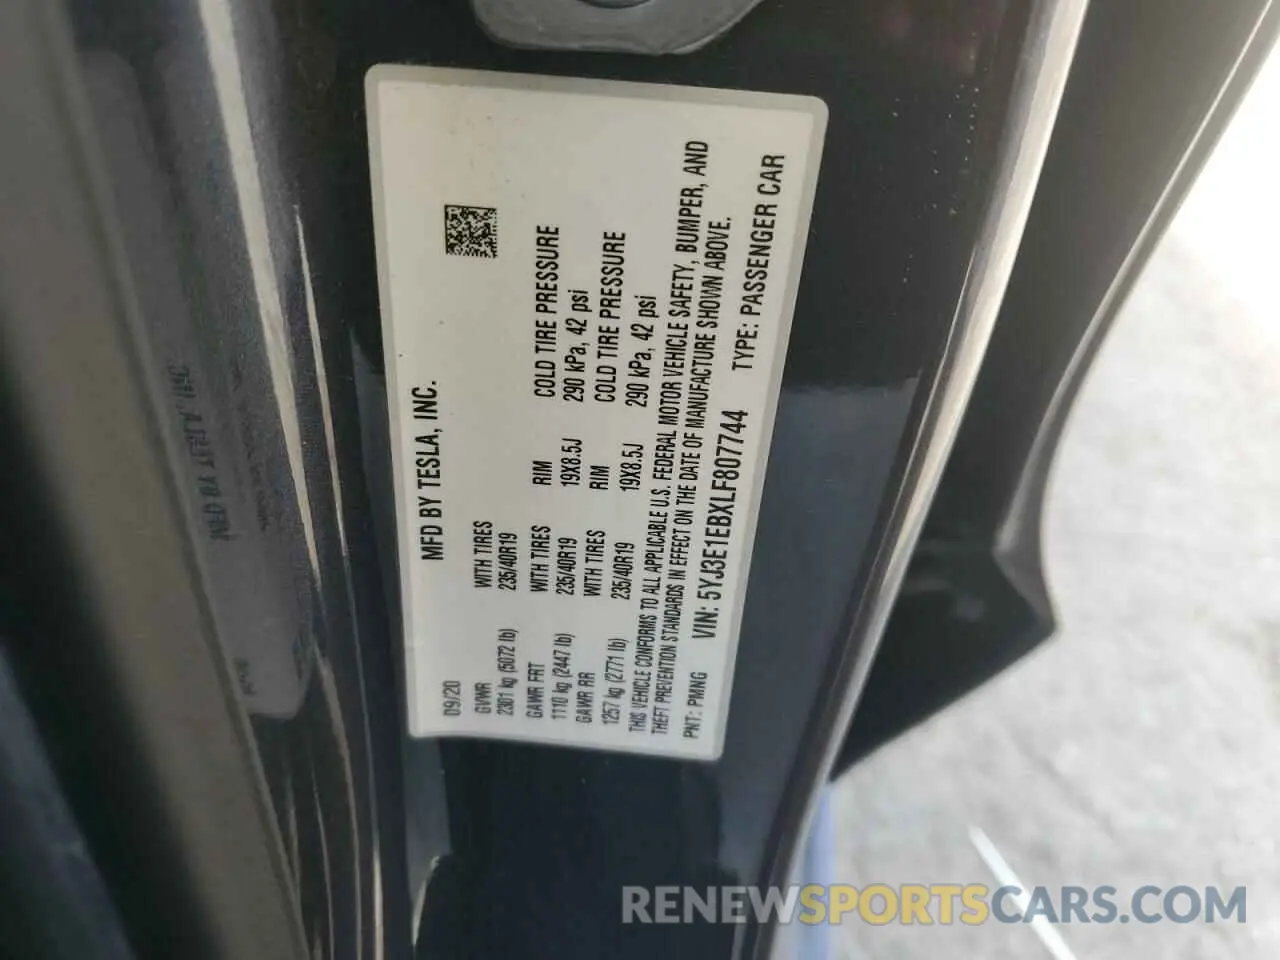 MFD BY TESLA, INC.
09/20
GVWR WITH TIRES
2301 kg (5072 lb) 235/40R19
GAWR FRT WITH TIRES RIM COLD TIRE PRESSURE
1110 kg (2447 lb) 235/40R19 19X8.5J 290 kPa, 42 psi
GAWR RR WITH TIRES RIM COLD TIRE PRESSURE
1257 kg (2771 lb) 235/40R19 19X8.5J 290 kPa, 42 psi
THIS VEHICLE CONFORMS TO ALL APPLICABLE U.S. FEDERAL MOTOR VEHICLE SAFETY, BUMPER, AND
THEFT PREVENTION STANDARDS IN EFFECT ON THE DATE OF MANUFACTURE SHOWN ABOVE.
PNT: PMNG VIN: 5YJ3E1EBXLF807744 TYPE: PASSENGER CAR
RENEWSPORTSCARS.COM